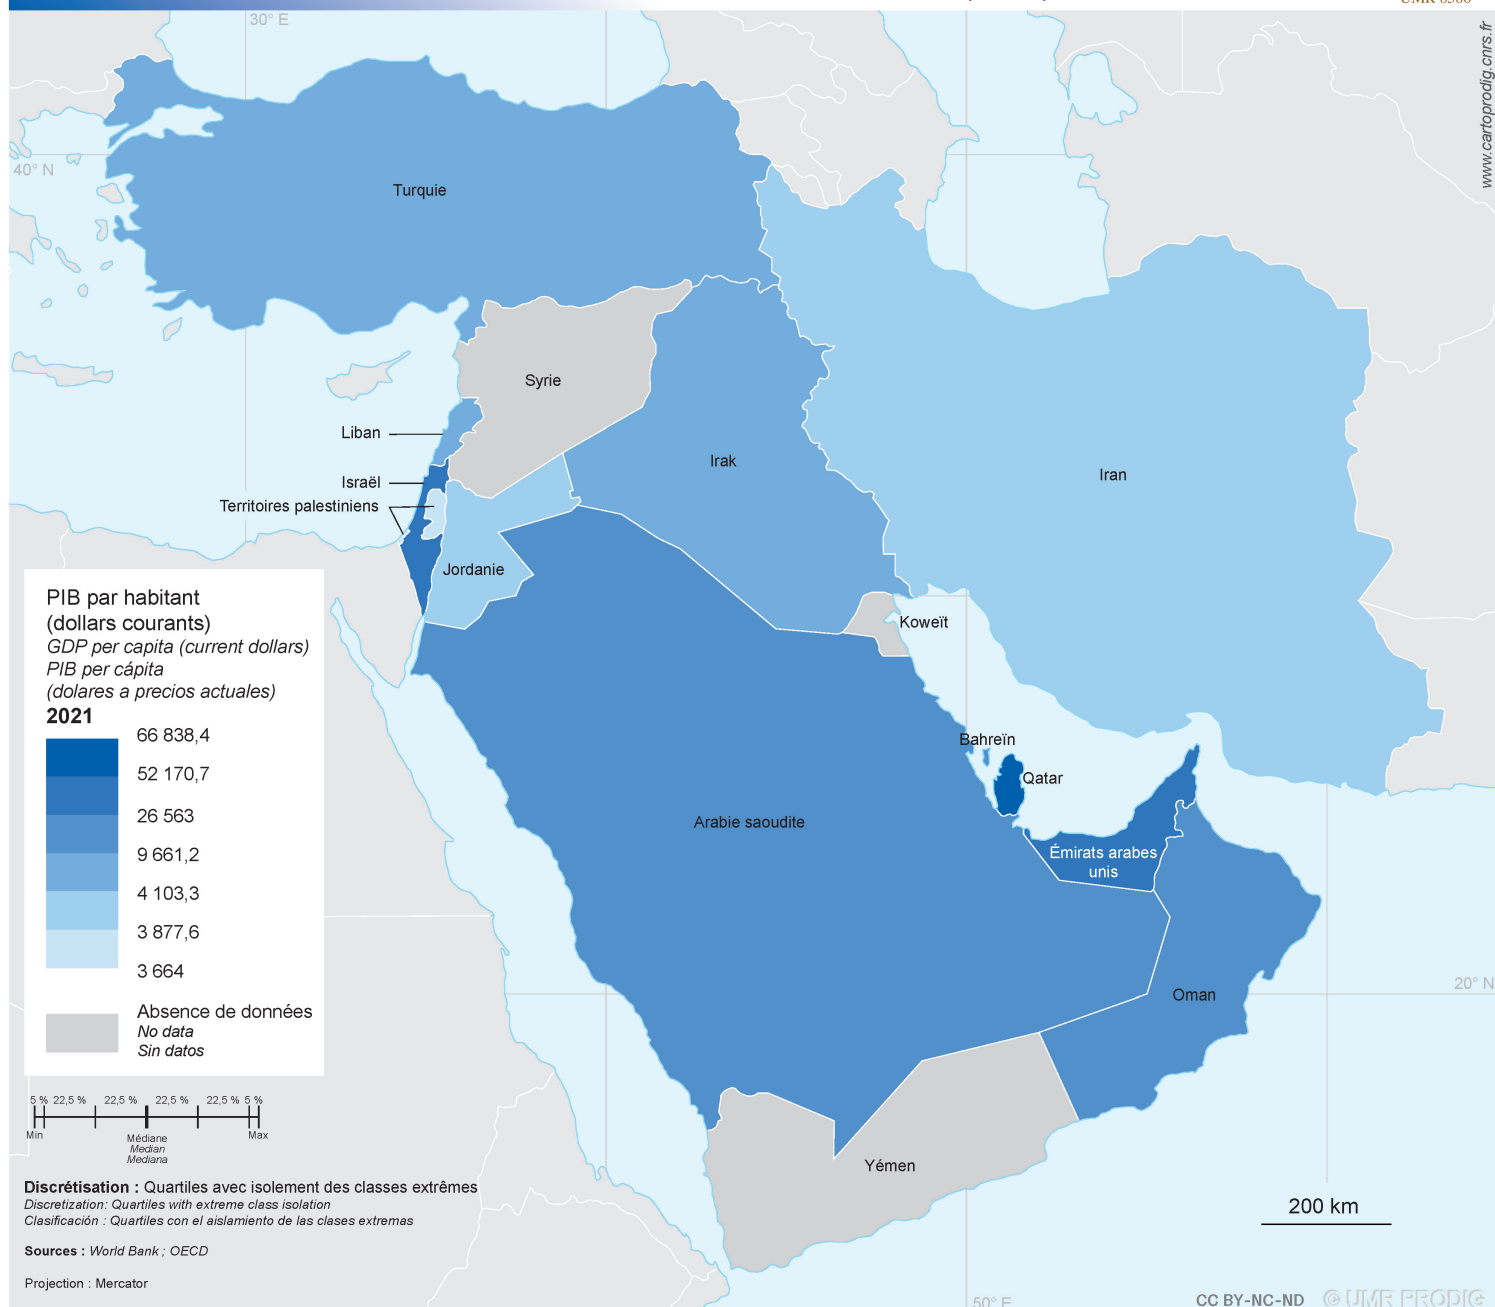 30° E
www.cartoprodig.cnrs.fr
40° N
Turquie
Syrie
Liban
Irak
Iran
Israël
Territoires palestiniens
Jordanie
Koweït
Bahreïn
Qatar
Arabie saoudite
Émirats arabes
unis
Oman
20° N
Yémen
PIB par habitant
(dollars courants)
GDP per capita (current dollars)
PIB per cápita
(dolares a precios actuales)
2021
66 838,4
52 170,7
26 563
9 661,2
4 103,3
3 877,6
3 664
Absence de données
No data
Sin datos
5 % 22,5 % 22,5 % 22,5 % 22,5 % 5 %
Min Max
Médiane
Median
Mediana
Discrétisation : Quartiles avec isolement des classes extrêmes
Discretization: Quartiles with extreme class isolation
Clasificación : Quartiles con el aislamiento de las clases extremas
Sources : World Bank ; OECD
Projection : Mercator
200 km
50° E
CC BY-NC-ND © UMR PRODIG